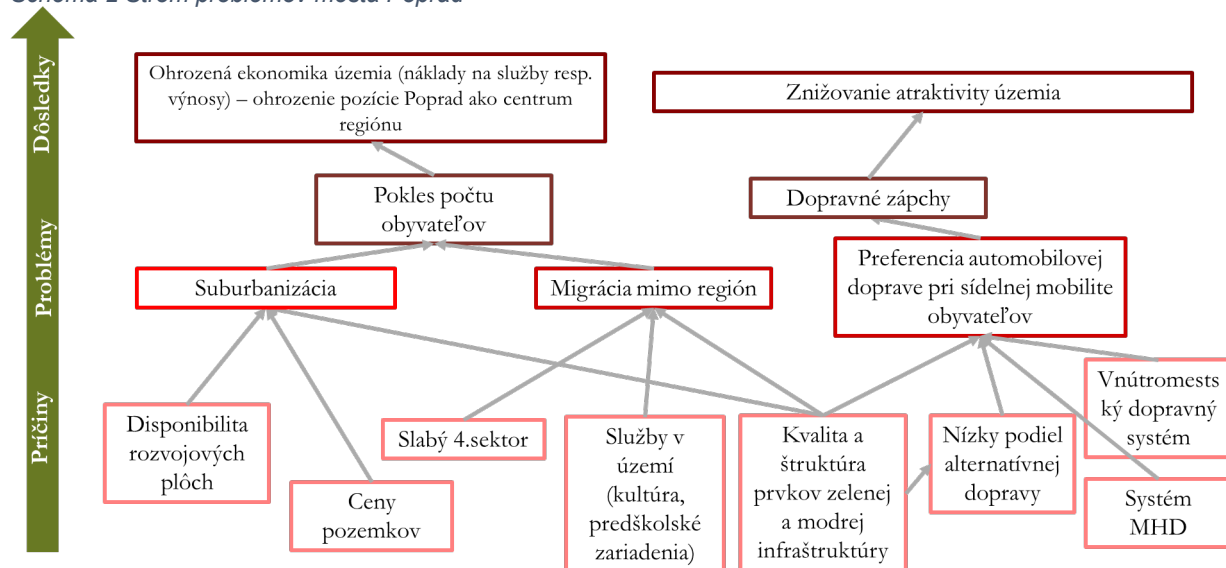 Schéma 1 Strom problémov mesta Poprad
Dôsledky
Problémy
Príčiny
Ohrozená ekonomika územia (náklady na služby resp.
výnosy) – ohrozenie pozície Poprad ako centrum
regiónu
Znižovanie atraktivity územia
Pokles počtu
obyvateľov
Dopravné zápchy
Suburbanizácia
Migrácia mimo región
Preferencia automobilovej
doprave pri sídelnej mobilite
obyvateľov
Disponibilita
rozvojových
plôch
Ceny
pozemkov
Slabý 4.sektor
Služby v
území
(kultúra,
predškolské
zariadenia)
Kvalita a
štruktúra
prvkov zelenej
a modrej
infraštruktúry
Nízky podiel
alternatívnej
dopravy
Vnútromests
ký dopravný
systém
Systém
MHD